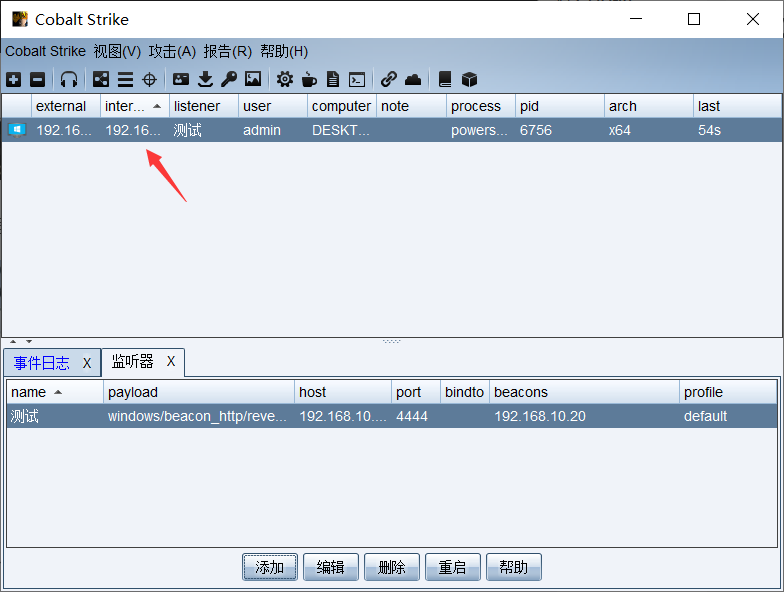 Cobalt Strike
Cobalt Strike 视图(V) 攻击(A) 报告(R) 帮助(H)
external inter... listener user computer note process pid arch last
192.16... 192.16... 测试 admin DESKT... powers... 6756 x64 54s
事件日志 X 监听器 X
name payload host port bindto beacons profile
测试 windows/beacon_http/reve... 192.168.10.... 4444 192.168.10.20 default
添加 编辑 删除 重启 帮助